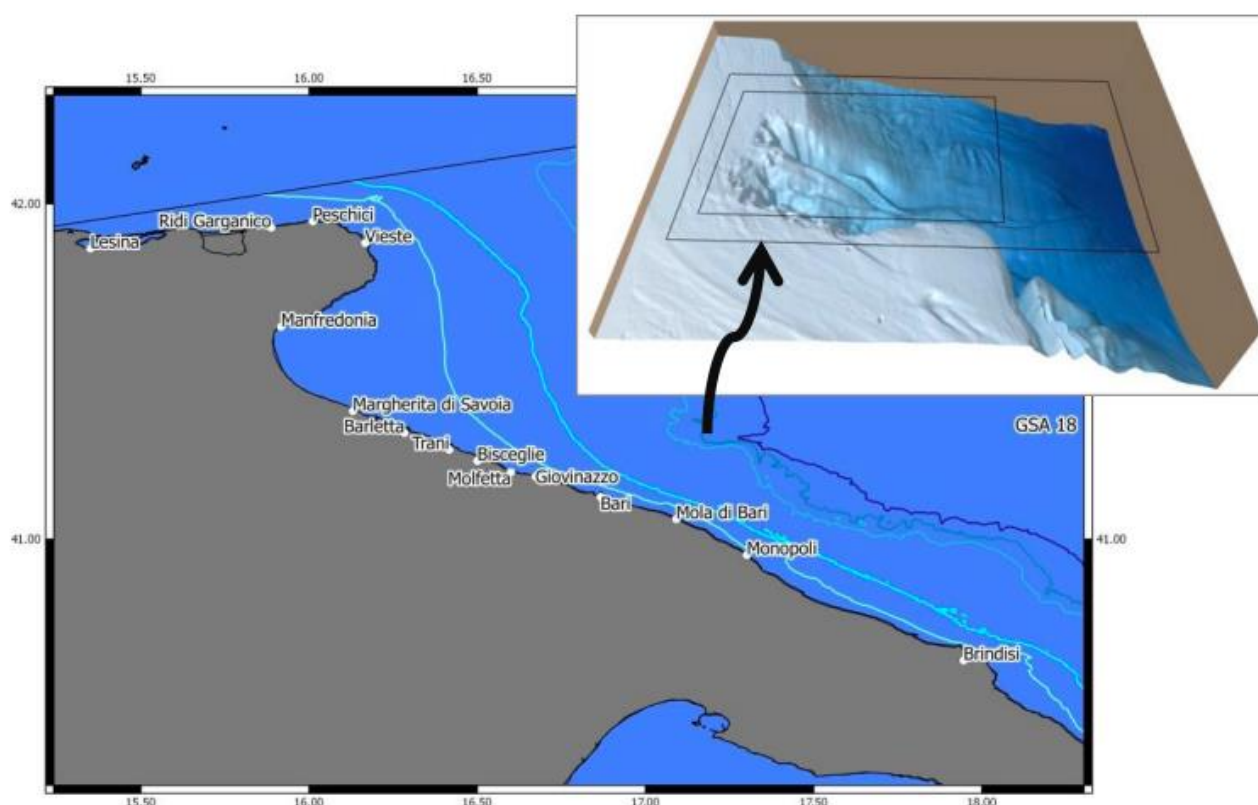 15.50
16.00
16.50
42.00
Ridi Garganico
Peschici
Lesina
Vieste
Manfredonia
Margherita di Savoia
Barletta
Trani
Bisceglie
Molfetta
Giovinazzo
Bari
Mola di Bari
Monopoli
Brindisi
GSA 18
41.00
41.00
15.50
16.00
16.50
17.00
17.50
18.00